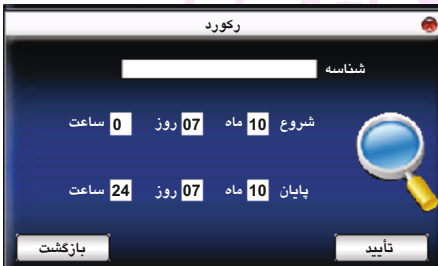 رکورد
شناسه
شروع 10 ماه 07 روز 0 ساعت
پایان 10 ماه 07 روز 24 ساعت
تأیید بازگشت